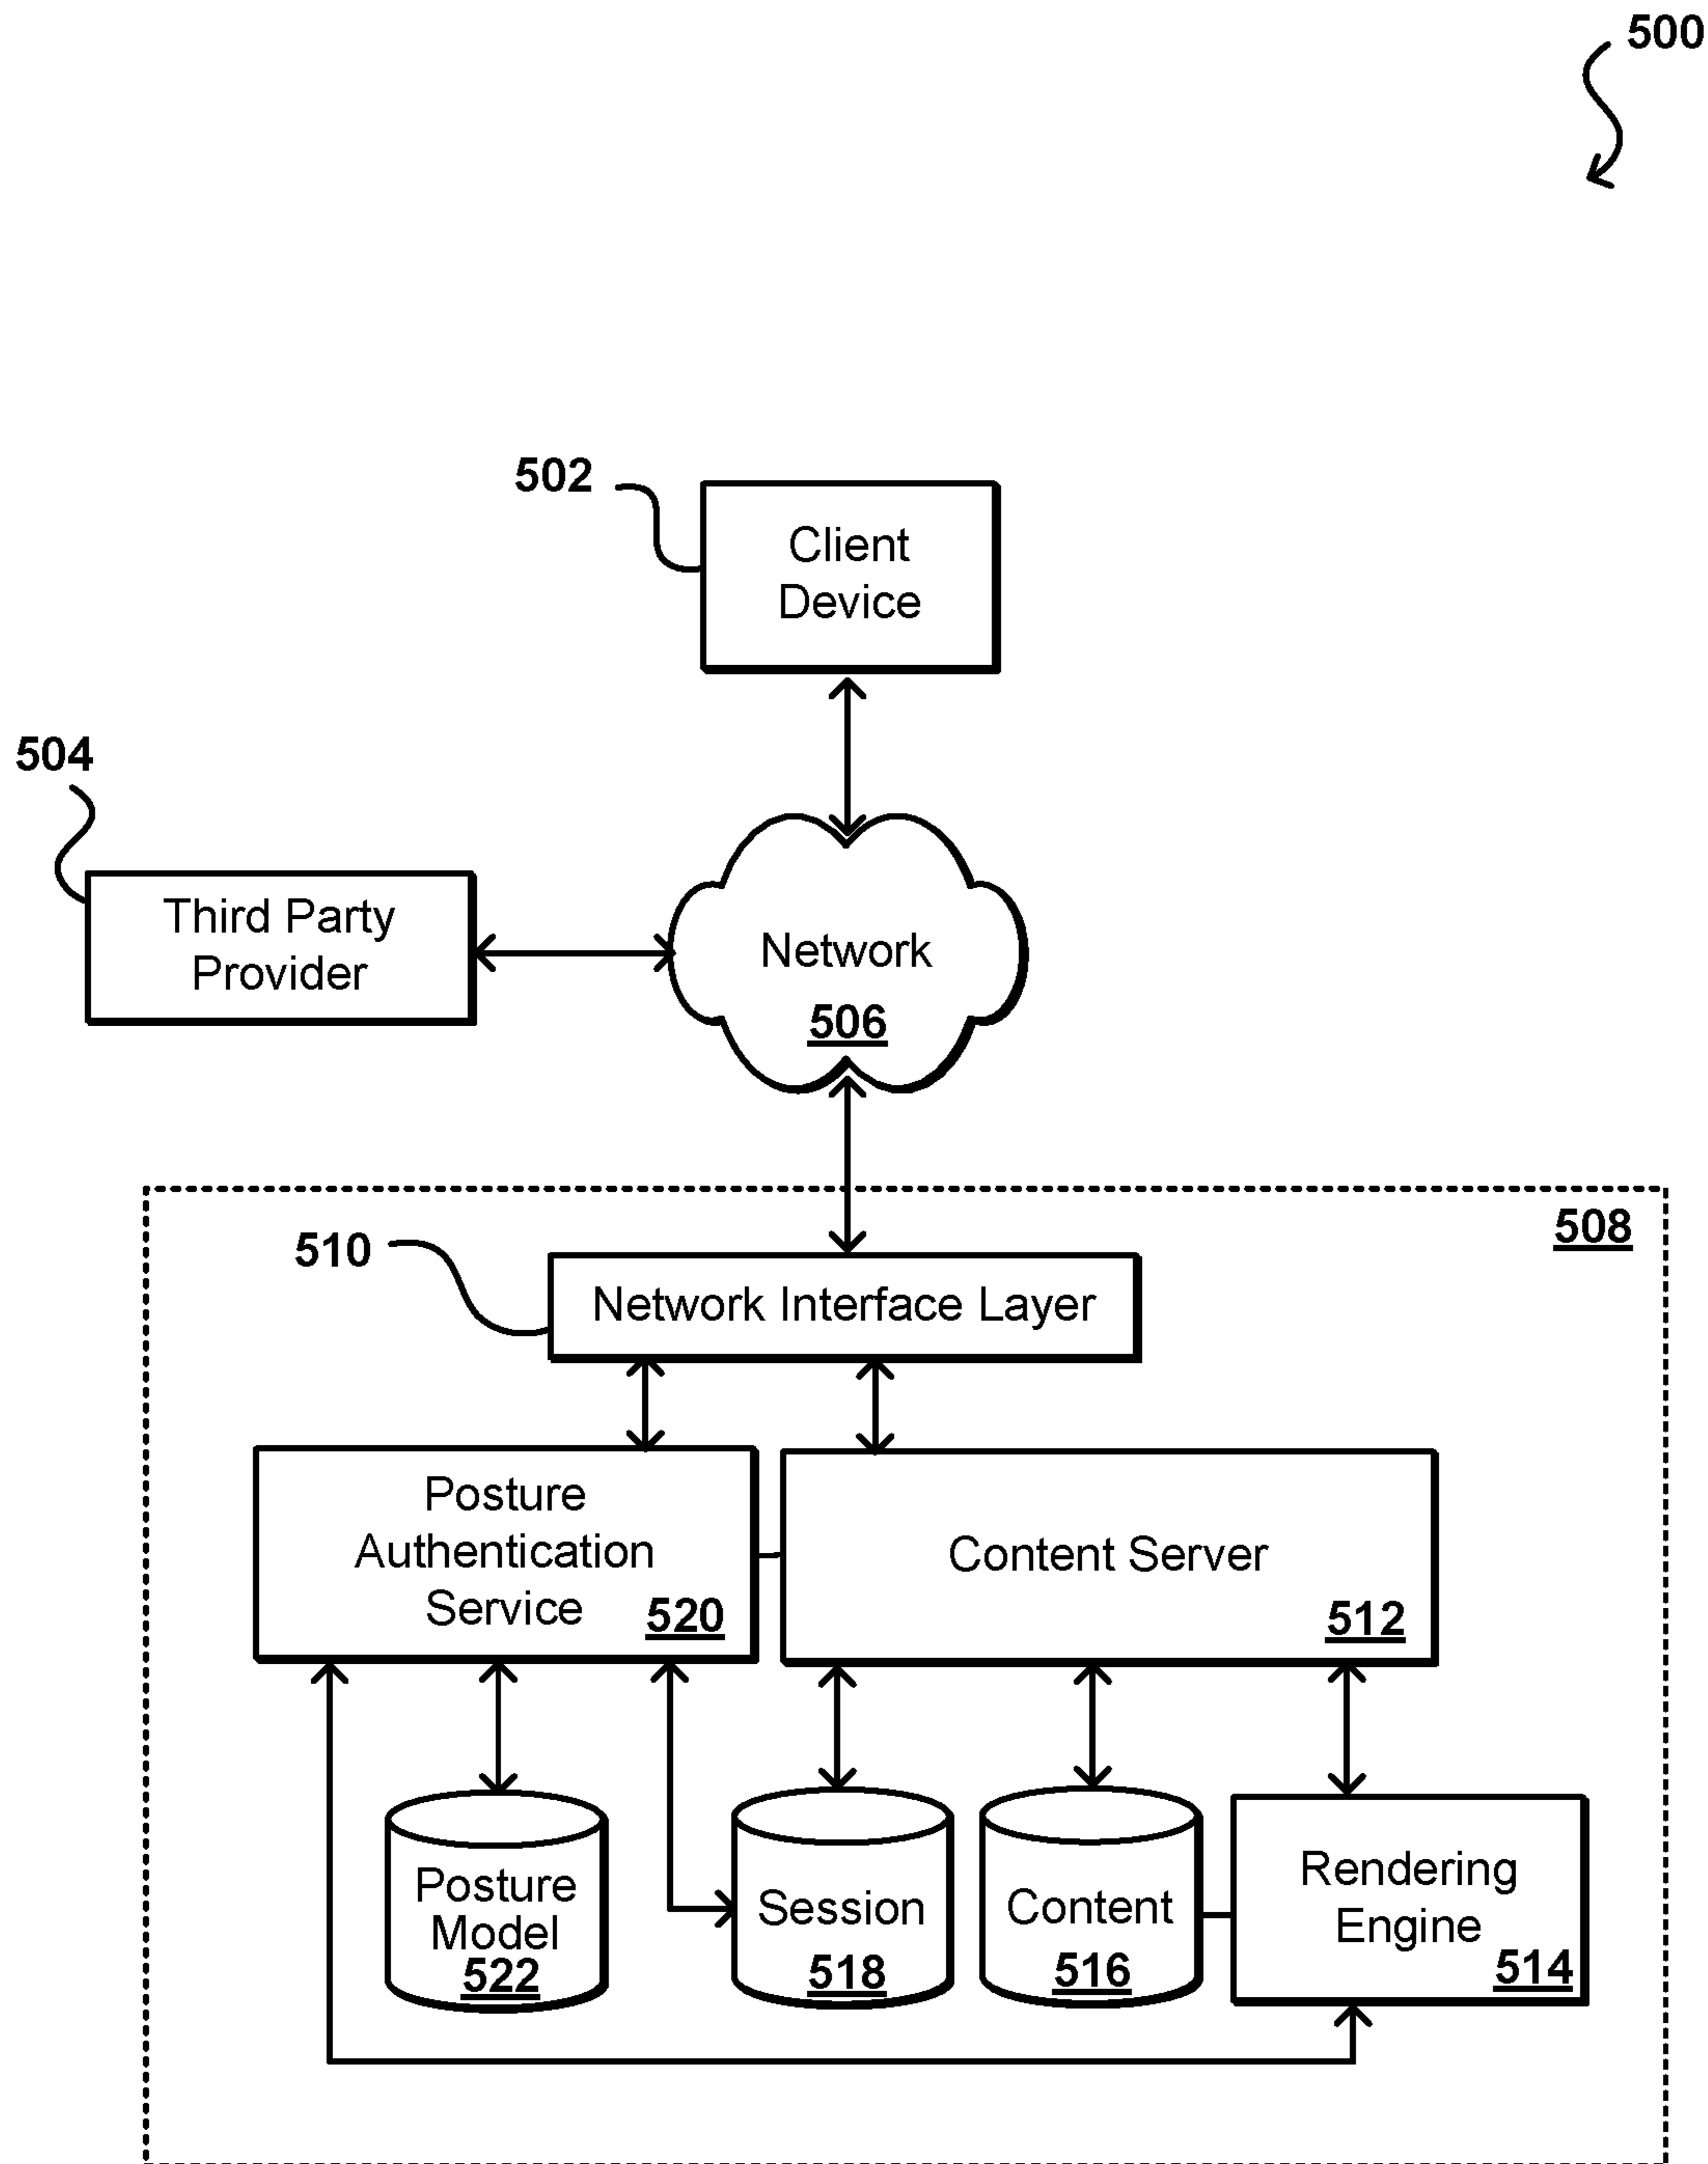 500
502
Client
Device
504
Third Party
Provider
Network
506
508
510
Network Interface Layer
Posture
Authentication
Service
520
Content Server
512
Posture
Model
522
Session
518
Content
516
Rendering
Engine
514